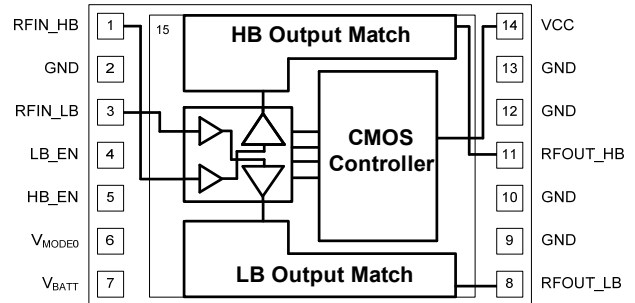 RFIN_HB 1 15 HB Output Match 14 VCC
GND 2 13 GND
RFIN_LB 3 12 GND
CMOS
Controller
LB_EN 4 11 RFOUT_HB
HB_EN 5 10 GND
VMODE0 6 9 GND
VBATT 7 LB Output Match 8 RFOUT_LB